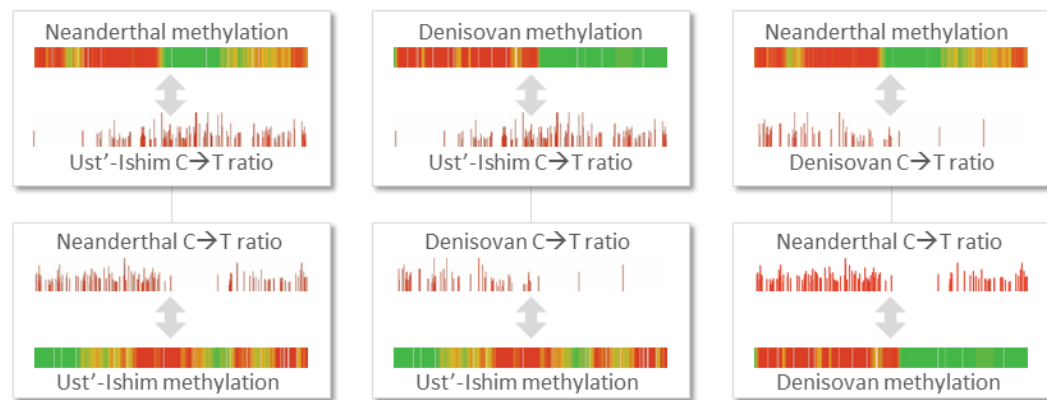 Neanderthal methylation
Denisovan methylation
Neanderthal methylation
Ust'-Ishim C→T ratio
Ust'-Ishim C→T ratio
Denisovan C→T ratio
Neanderthal C→T ratio
Denisovan C→T ratio
Neanderthal C→T ratio
Ust'-Ishim methylation
Ust'-Ishim methylation
Denisovan methylation